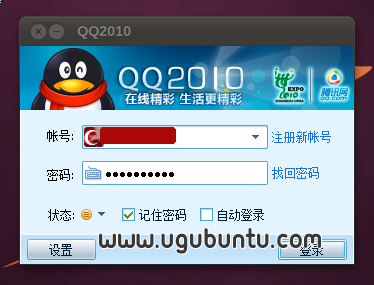 QQ2010
QQ2010
在线精彩 生活更精彩
EXPO
2010
SHANGHAI CHINA
腾讯网
QQ.com
帐号: 注册新帐号
密码: ●●●●●●●●●● 找回密码
状态: 记住密码 自动登录
设置 登录
www.ugubuntu.com